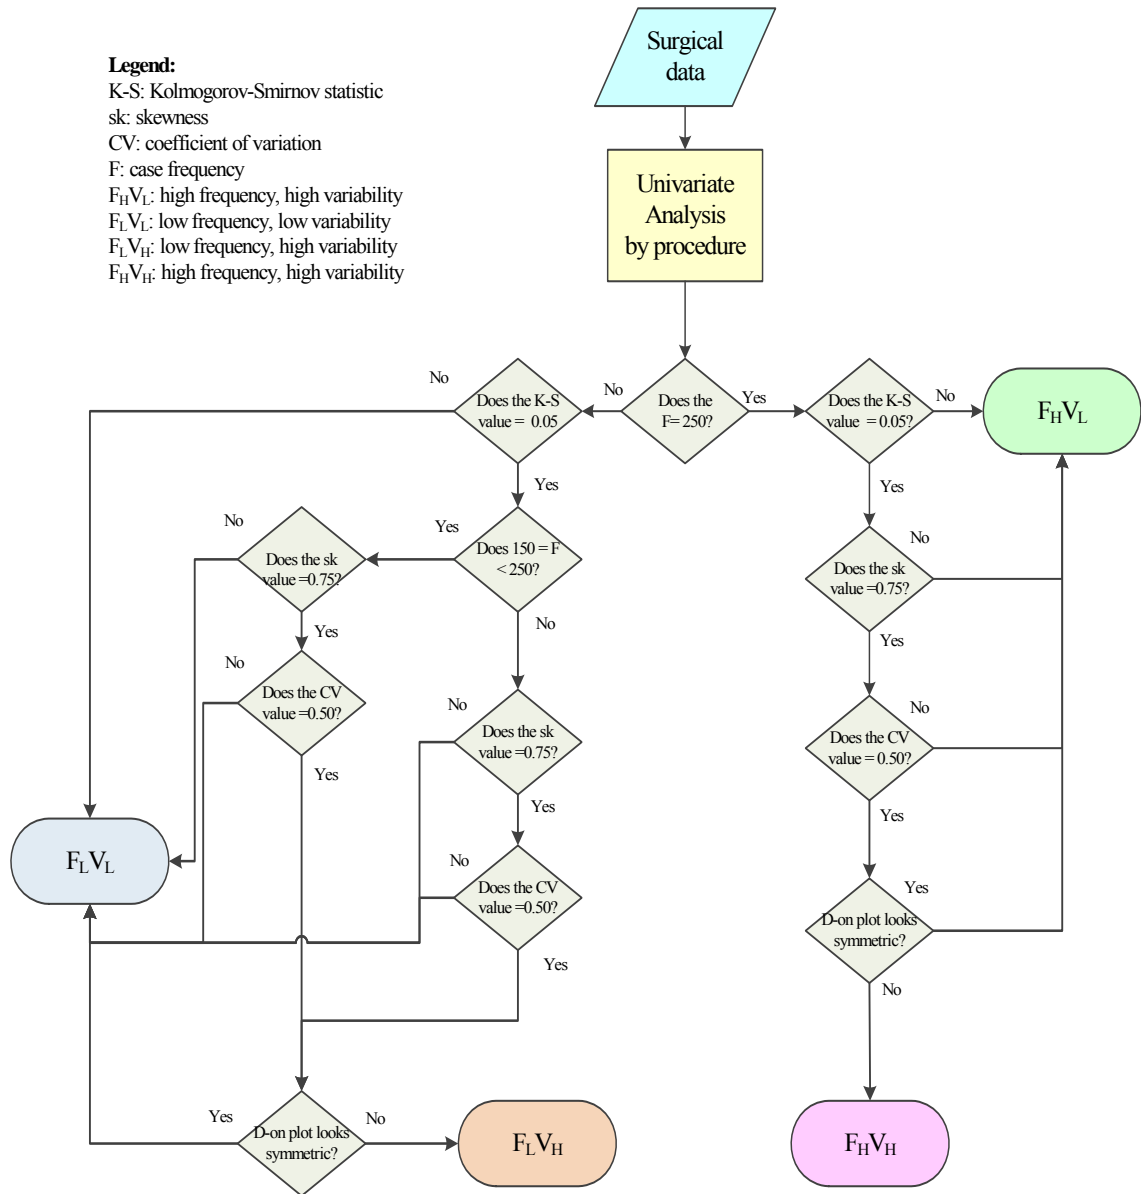 Surgical
data
Legend:
K-S: Kolmogorov-Smirnov statistic
sk: skewness
CV: coefficient of variation
F: case frequency
FHVL: high frequency, high variability
FLVL: low frequency, low variability
FLVH: low frequency, high variability
FHVH: high frequency, high variability
Univariate
Analysis
by procedure
No
Does the K-S
value = 0.05
No
Does the
F= 250?
Yes
Does the K-S
value = 0.05?
No
FHVL
Yes
Yes
No
Does the sk
value =0.75?
Yes
Does 150 = F
< 250?
No
Does the sk
value =0.75?
Yes
No
Yes
No
Does the CV
value =0.50?
Yes
No
Does the sk
value =0.75?
No
Does the CV
value = 0.50?
Yes
Yes
FLVL
No
Does the CV
value =0.50?
Yes
Yes
D-on plot looks
symmetric?
No
Yes
D-on plot looks
symmetric?
No
FLVH
FHVH